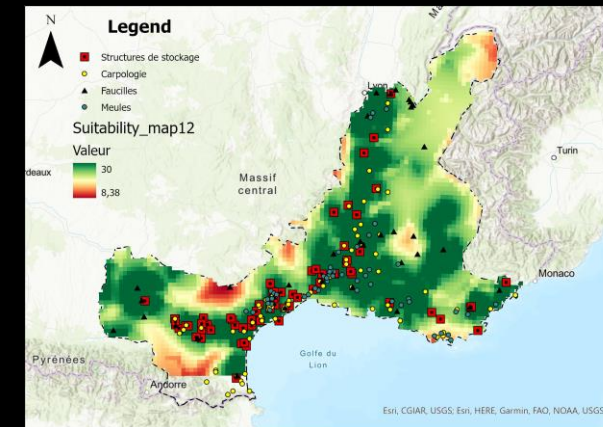 N
Legend
Structures de stockage
Carpologie
Faucilles
Meules
Suitability_map12
Valeur
30
8,38
Lyon
Turin
Massif
central
deaux
Monaco
Pyrénées
Golfe du
Lion
Andorre
Esri, CGIAR, USGS; Esri, HERE, Garmin, FAO, NOAA, USGS